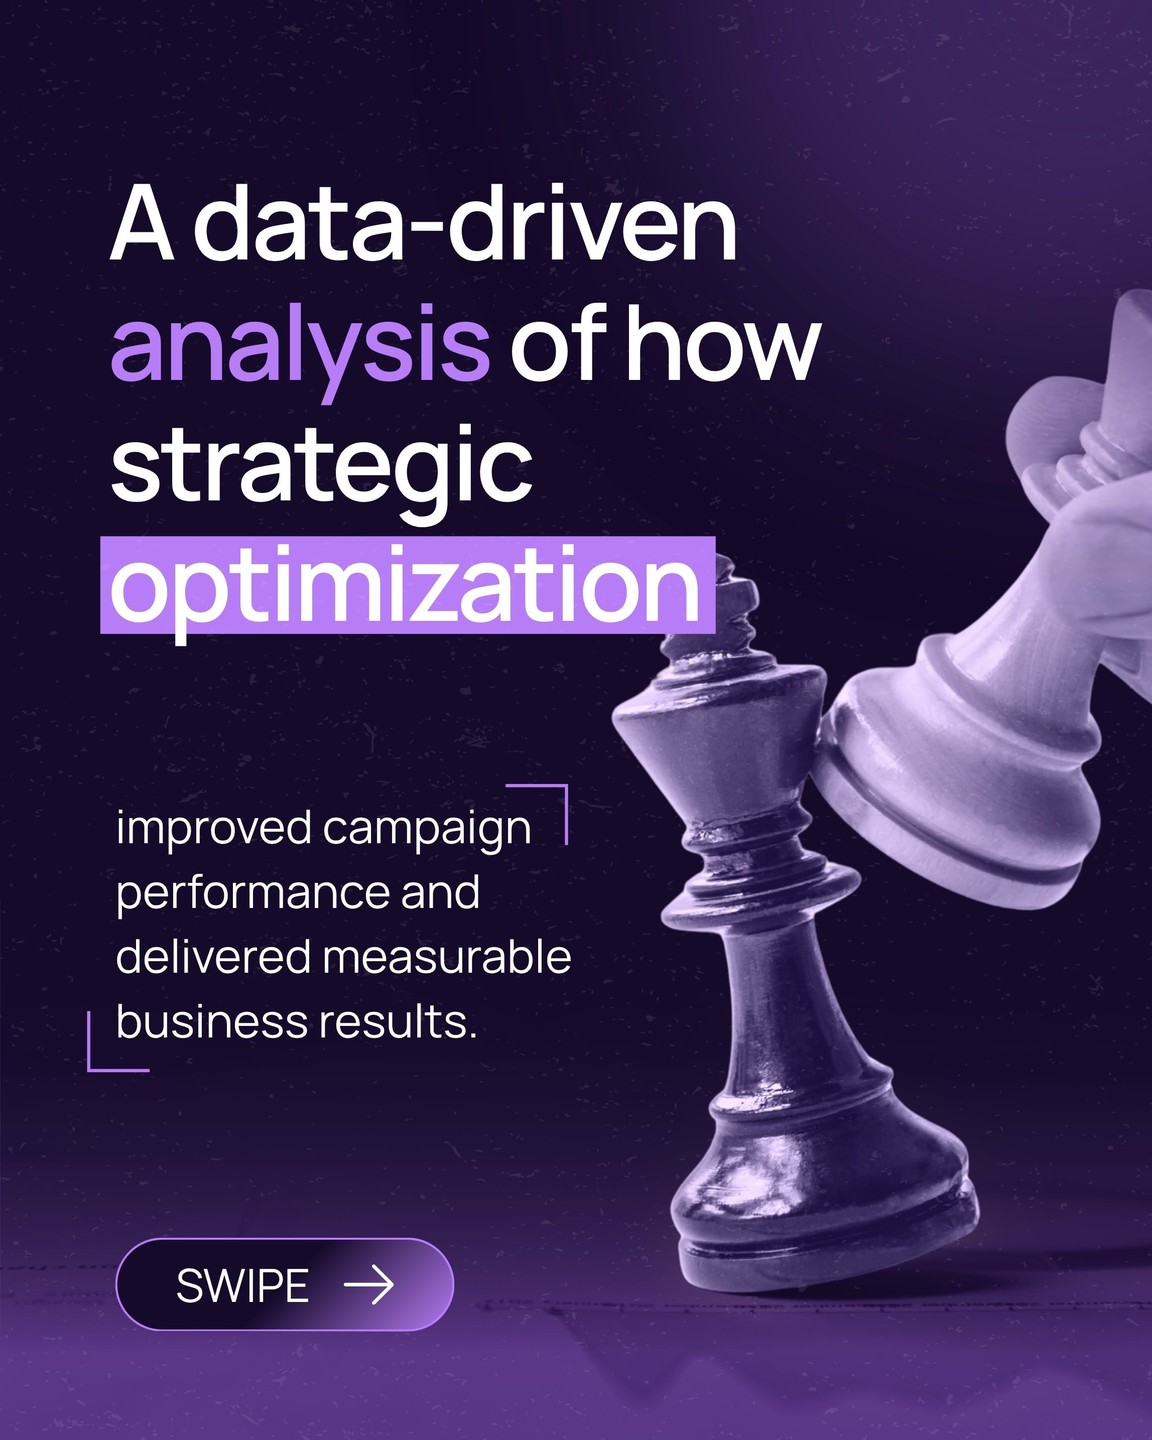 A data-driven
analysis of how
strategic
optimization
improved campaign
performance and
delivered measurable
business results.
SWIPE →